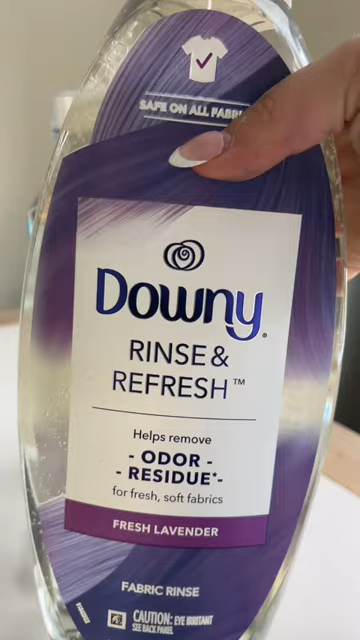 SAFE ON ALL
Downy
RINSE &
REFRESH™
Helps remove
- ODOR -
- RESIDUE*-
for fresh, soft fabrics
FRESH LAVENDER
FABRIC RINSE
CAUTION: EYE IRRITANT
SEE BACK PANEL